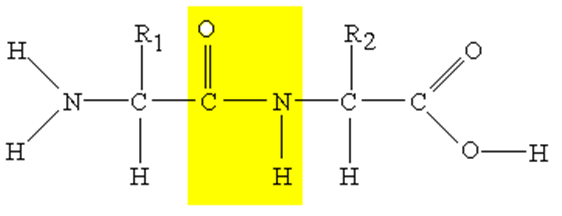 O
H R₁ R₂ O
N C C N C C
H O H
H H H